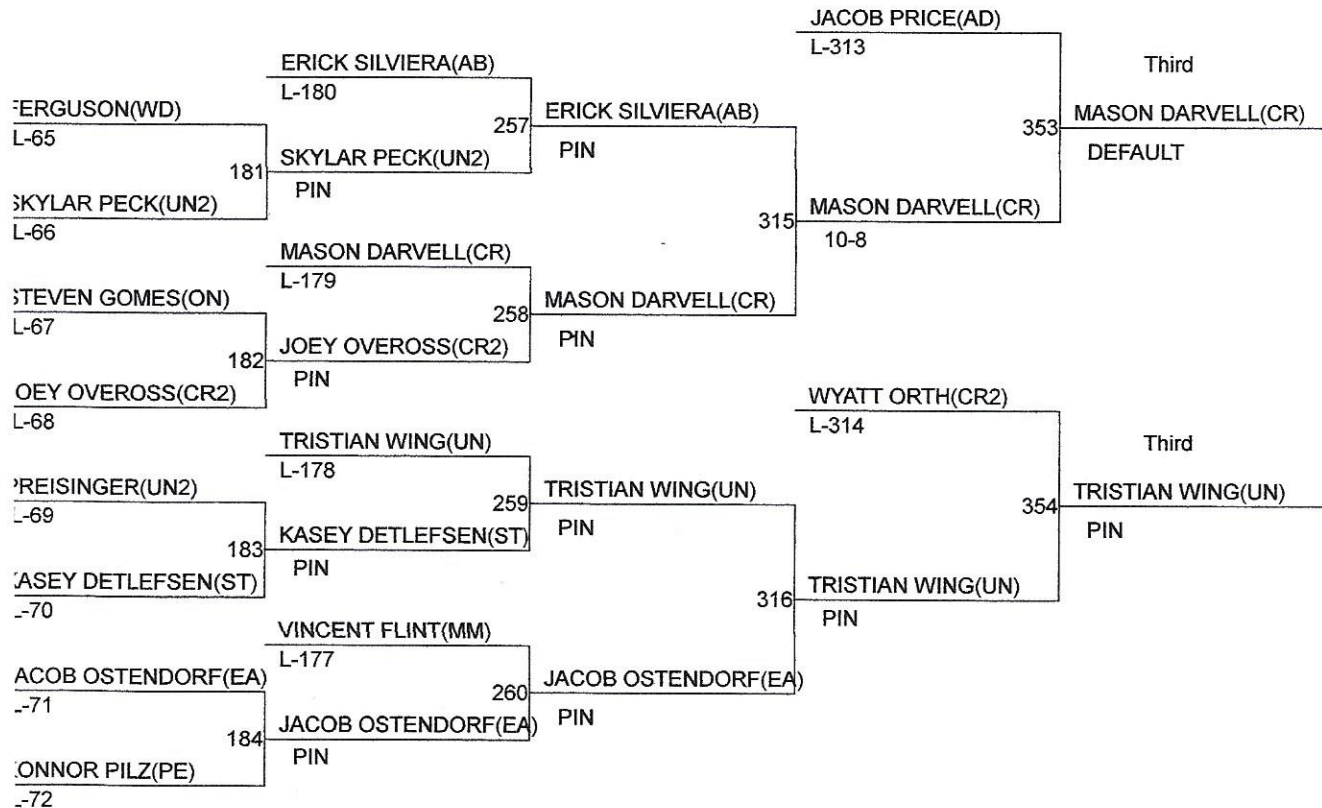 JACOB PRICE(AD)
L-313
ERICK SILVIERA(AB)
L-180
Third
FERGUSON(WD)
L-65
257
ERICK SILVIERA(AB)
PIN
353
MASON DARVELL(CR)
DEFAULT
181
SKYLAR PECK(UN2)
PIN
SKYLAR PECK(UN2)
L-66
315
MASON DARVELL(CR)
10-8
MASON DARVELL(CR)
L-179
STEVEN GOMES(ON)
L-67
258
MASON DARVELL(CR)
PIN
182
JOEY OVEROSS(CR2)
PIN
JOEY OVEROSS(CR2)
L-68
WYATT ORTH(CR2)
L-314
TRISTIAN WING(UN)
L-178
Third
PREISINGER(UN2)
L-69
259
TRISTIAN WING(UN)
PIN
354
TRISTIAN WING(UN)
PIN
183
KASEY DETLEFSEN(ST)
PIN
KASEY DETLEFSEN(ST)
L-70
316
TRISTIAN WING(UN)
PIN
VINCENT FLINT(MM)
L-177
JACOB OSTENDORF(EA)
L-71
260
JACOB OSTENDORF(EA)
PIN
184
JACOB OSTENDORF(EA)
PIN
KONNOR PILZ(PE)
L-72